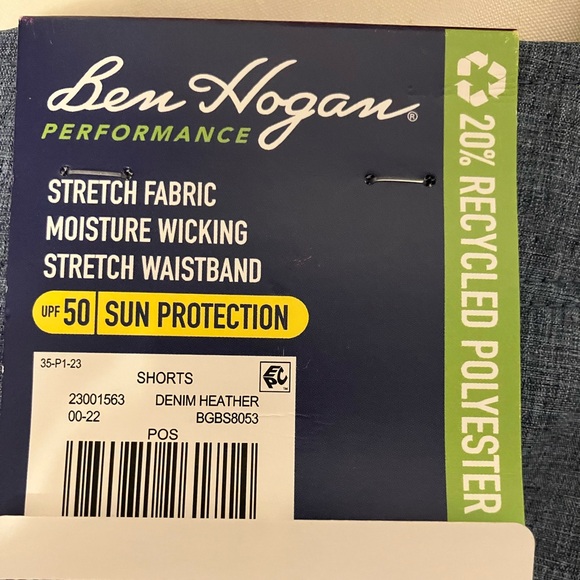 Ben Hogan®
PERFORMANCE
STRETCH FABRIC
MOISTURE WICKING
STRETCH WAISTBAND
UPF 50 SUN PROTECTION
20% RECYCLED POLYESTER
35-P1-23
SHORTS
EPC™
23001563 DENIM HEATHER
00-22 BGBS8053
POS